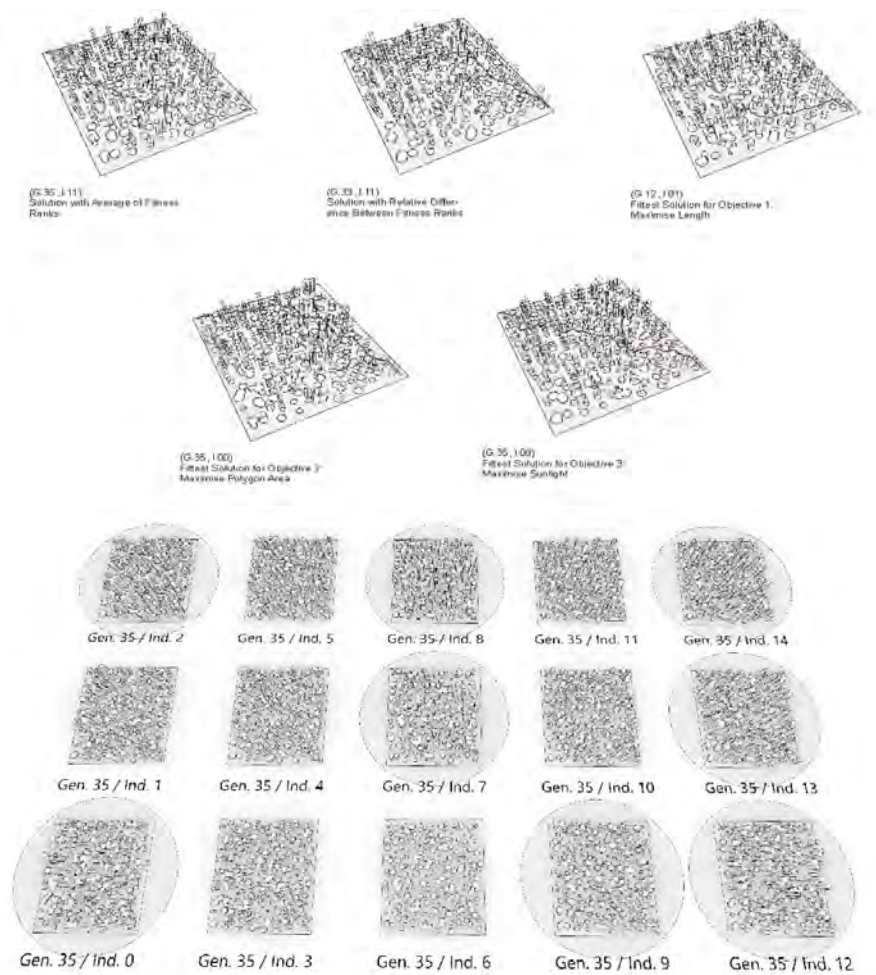 (G.35, I.11)
Solution with Average of Fitness
Ranks
(G.33, I.11)
Solution with Relative Differ-
ence Between Fitness Ranks
(G.12, I.01)
Fittest Solution for Objective 1:
Maximise Length
(G.35, I.00)
Fittest Solution for Objective 2:
Maximise Polygon Area
Fittest Solution for Objective 3:
Maximise Sunlight
Gen. 35 / Ind. 2
Gen. 35 / Ind. 5
Gen. 35 / Ind. 8
Gen. 35 / Ind. 11
Gen. 35 / Ind. 14
Gen. 35 / Ind. 1
Gen. 35 / Ind. 4
Gen. 35 / Ind. 7
Gen. 35 / Ind. 10
Gen. 35 / Ind. 13
Gen. 35 / Ind. 0
Gen. 35 / Ind. 3
Gen. 35 / Ind. 6
Gen. 35 / Ind. 9
Gen. 35 / Ind. 12